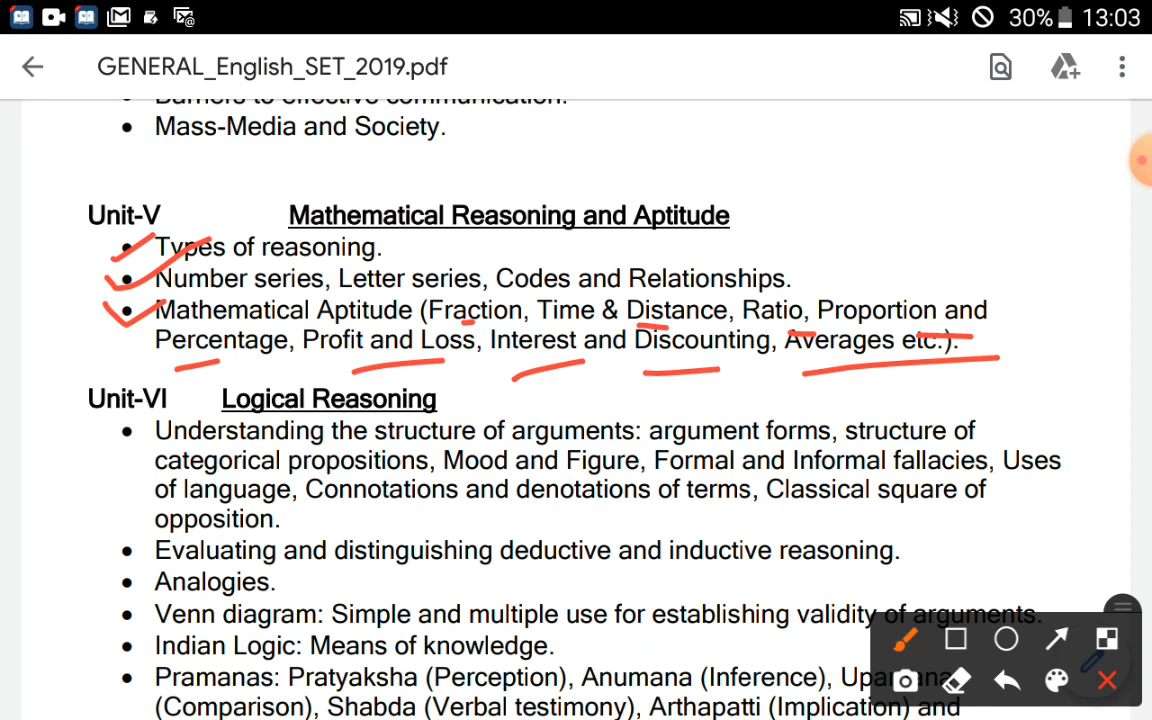 30% 13:03
GENERAL_English_SET_2019.pdf
• Barriers to effective communication.
• Mass-Media and Society.
Unit-V Mathematical Reasoning and Aptitude
• Types of reasoning.
• Number series, Letter series, Codes and Relationships.
• Mathematical Aptitude (Fraction, Time & Distance, Ratio, Proportion and
Percentage, Profit and Loss, Interest and Discounting, Averages etc.).
Unit-VI Logical Reasoning
• Understanding the structure of arguments: argument forms, structure of
categorical propositions, Mood and Figure, Formal and Informal fallacies, Uses
of language, Connotations and denotations of terms, Classical square of
opposition.
• Evaluating and distinguishing deductive and inductive reasoning.
• Analogies.
• Venn diagram: Simple and multiple use for establishing validity of arguments.
• Indian Logic: Means of knowledge.
• Pramanas: Pratyaksha (Perception), Anumana (Inference),
(Comparison), Shabda (Verbal testimony), Arthapatti (Implication) and